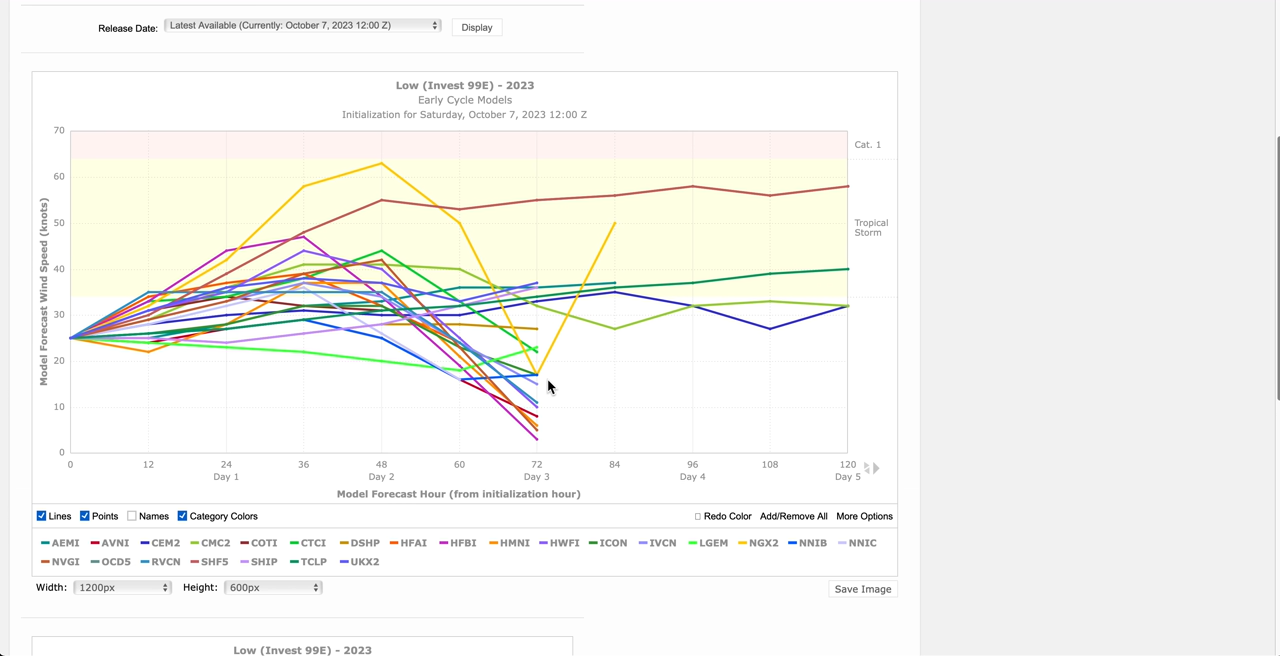 Release Date: Latest Available (Currently: October 7, 2023 12:00 Z) Display
Low (Invest 99E) - 2023
Early Cycle Models
Initialization for Saturday, October 7, 2023 12:00 Z
70
Cat. 1
60
50
Tropical
Storm
40
30
20
10
0
Model Forecast Wind Speed (knots)
0 12 24 36 48 60 72 84 96 108 120
Day 1 Day 2 Day 3 Day 4 Day 5
Model Forecast Hour (from initialization hour)
Lines Points Names Category Colors Redo Color Add/Remove All More Options
AEMI AVNI CEM2 CMC2 COTI CTCI DSHP HFAI HFBI HMNI HWFI ICON IVCN LGEM NGX2 NNIB NNIC
NVGI OCD5 RVCN SHF5 SHIP TCLP UKX2
Width: 1200px Height: 600px Save Image
Low (Invest 99E) - 2023